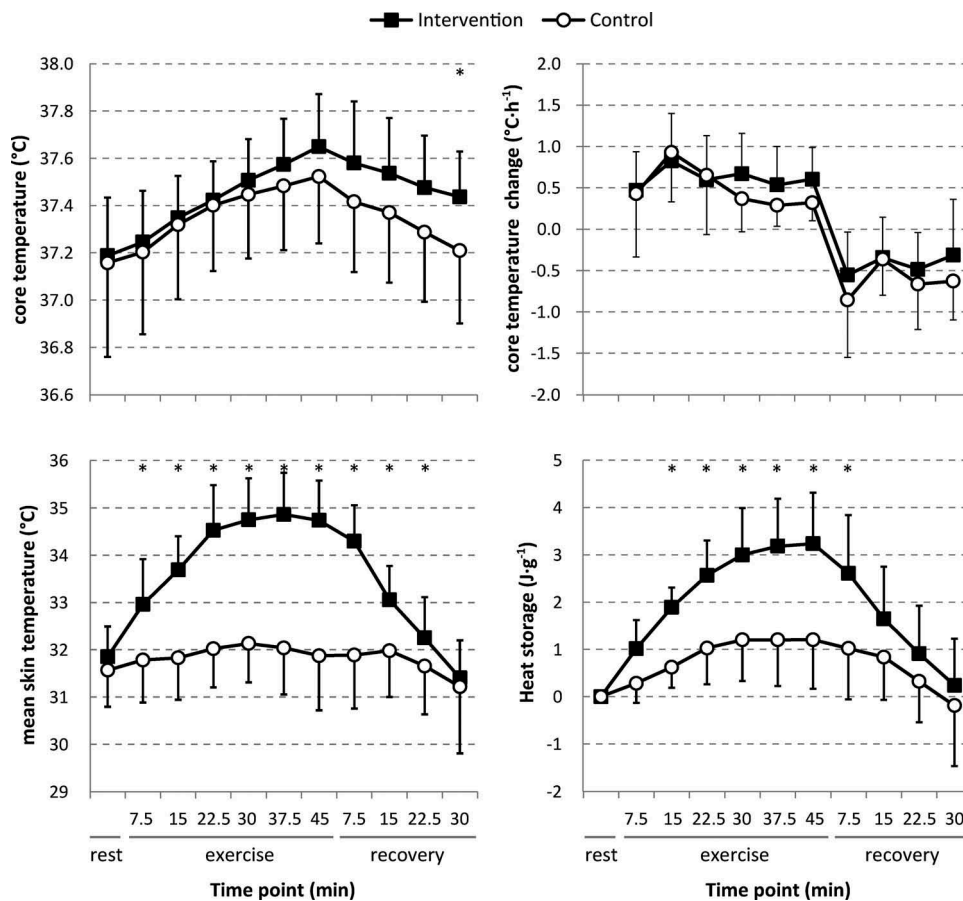 Intervention Control
core temperature (°C)
38.0
37.8
37.6
37.4
37.2
37.0
36.8
36.6
*
core temperature change (°C·h⁻¹)
2.0
1.5
1.0
0.5
0.0
-0.5
-1.0
-1.5
-2.0
mean skin temperature (°C)
36
35
34
33
32
31
30
29
* * * * * * * * *
7.5 15 22.5 30 37.5 45 7.5 15 22.5 30
rest exercise recovery
Time point (min)
Heat storage (J·g⁻¹)
5
4
3
2
1
0
-1
-2
* * * * * *
7.5 15 22.5 30 37.5 45 7.5 15 22.5 30
rest exercise recovery
Time point (min)